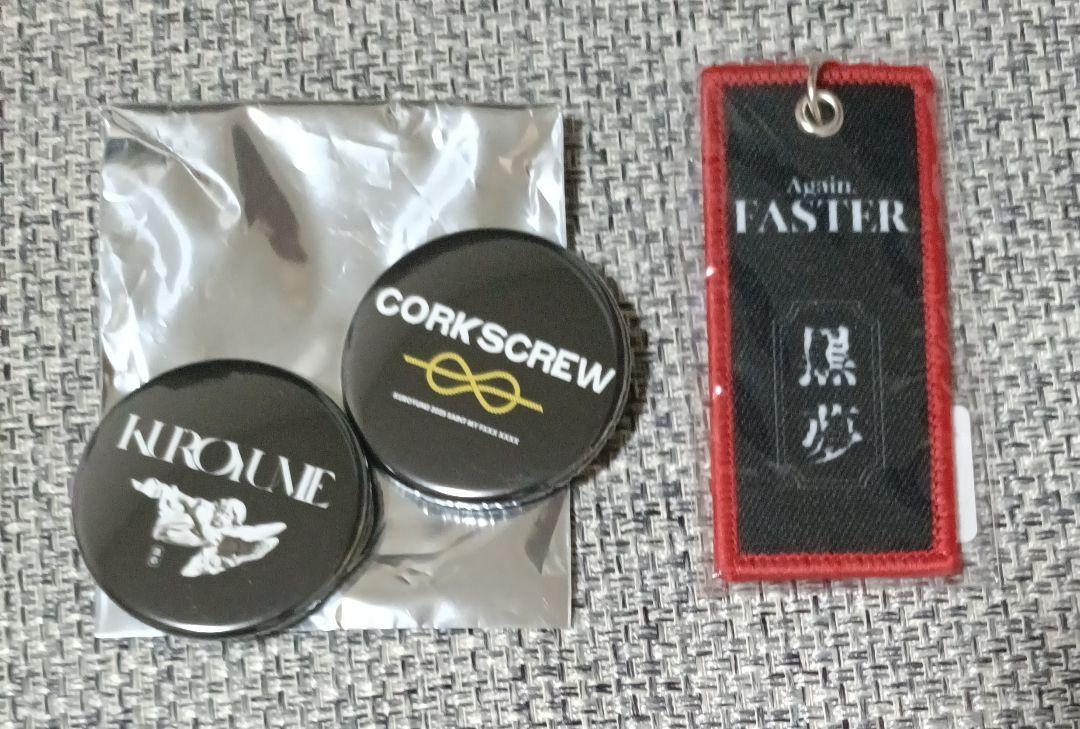 KUROYUME
CORKSCREW
Again.
FASTER
黒
夢